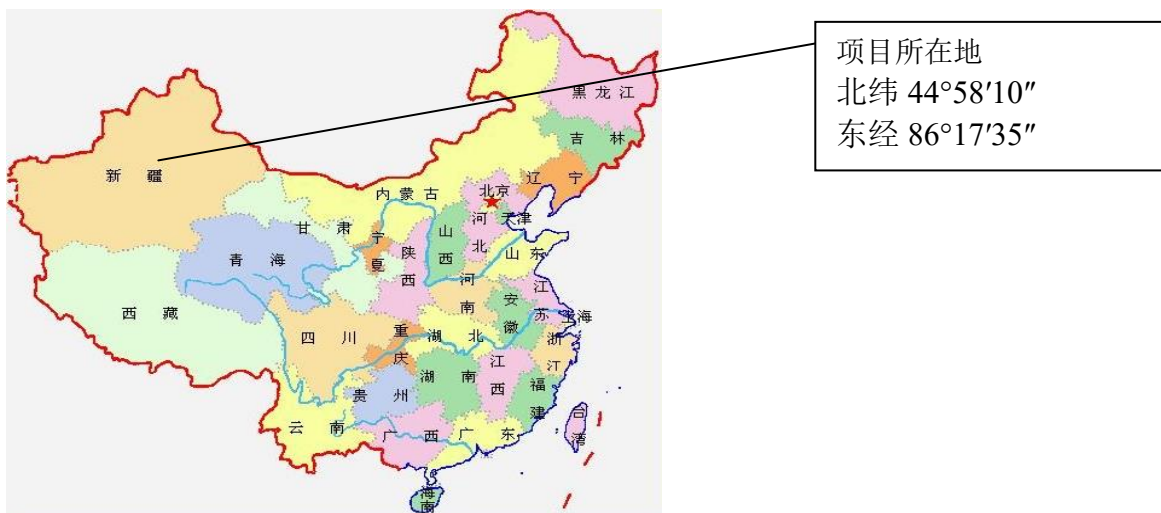 项目所在地
北纬 44°58′10″
东经 86°17′35″
黑龙江
吉林
辽宁
新疆
内蒙古
北京
天津
河北
山西
山东
甘肃
宁夏
陕西
青海
河南
江苏
安徽
上海
西藏
四川
重庆
湖北
浙江
湖南
江西
福建
贵州
云南
广西
广东
台湾
海南